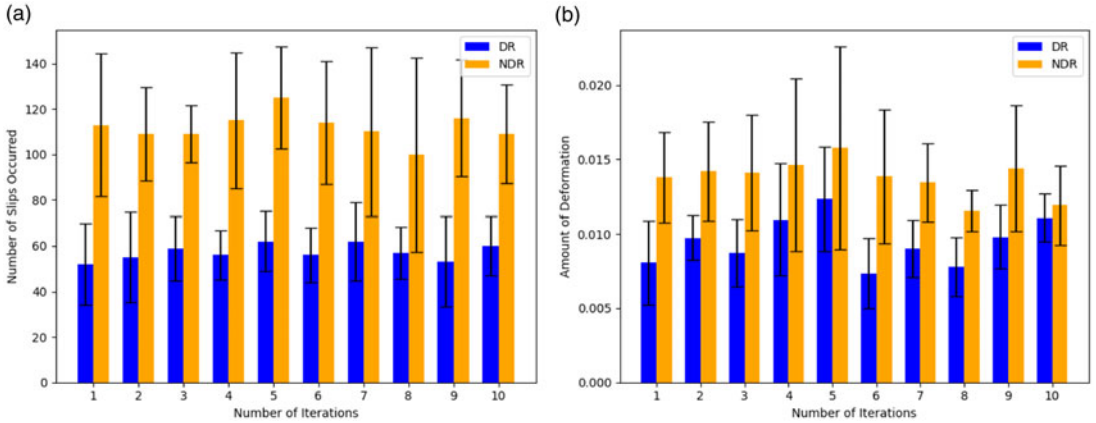 (a)
Number of Slips Occurred
140
120
100
80
60
40
20
0
DR
NDR
1 2 3 4 5 6 7 8 9 10
Number of Iterations
(b)
Amount of Deformation
0.020
0.015
0.010
0.005
0.000
DR
NDR
1 2 3 4 5 6 7 8 9 10
Number of Iterations